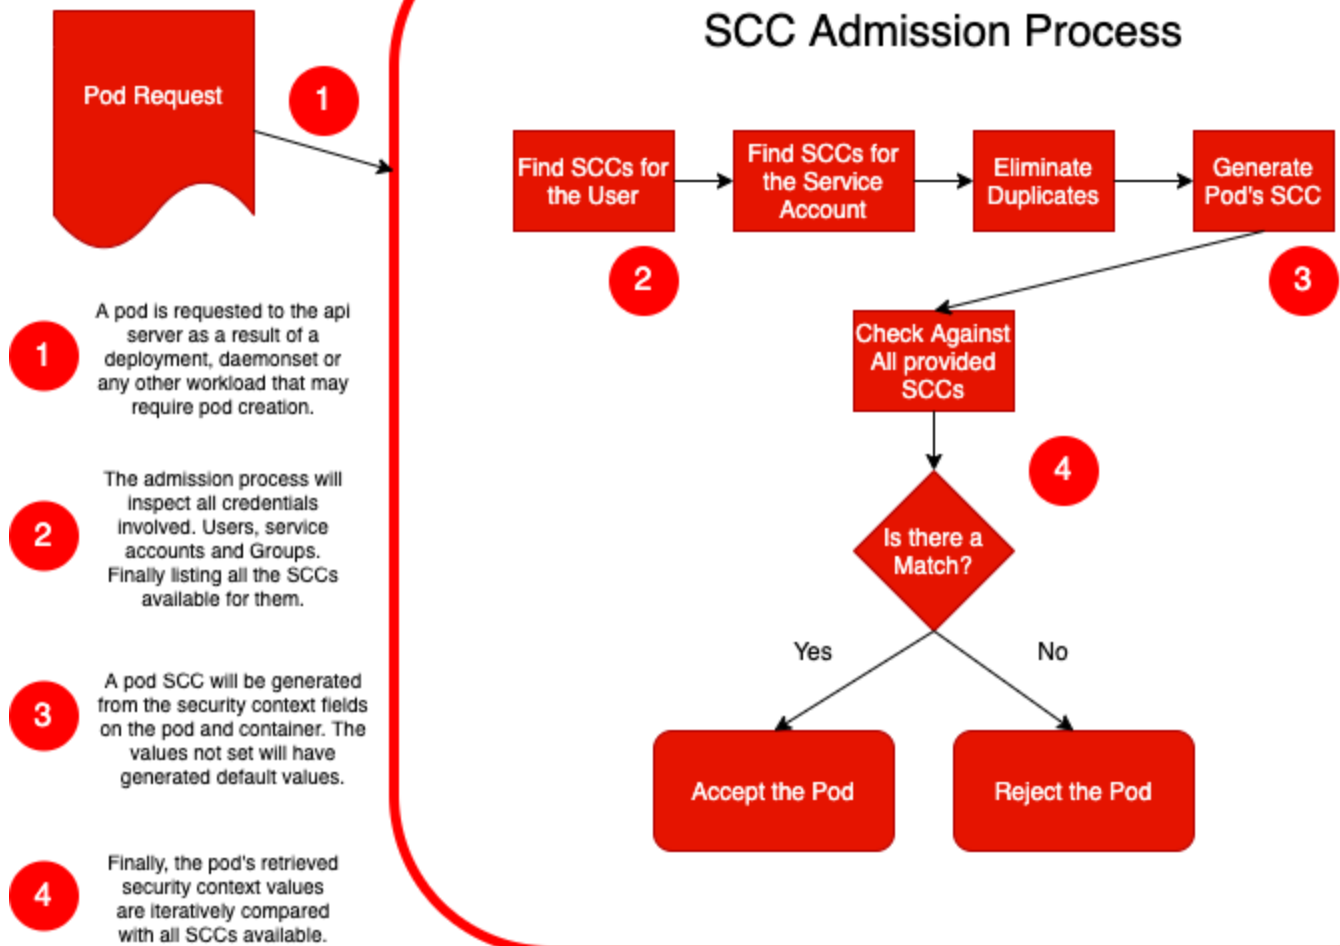 SCC Admission Process
Pod Request
1
Find SCCs for
the User
Find SCCs for
the Service
Account
Eliminate
Duplicates
Generate
Pod's SCC
2
3
Check Against
All provided
SCCs
4
Is there a
Match?
Yes
No
Accept the Pod
Reject the Pod
1
A pod is requested to the api
server as a result of a
deployment, daemonset or
any other workload that may
require pod creation.
2
The admission process will
inspect all credentials
involved. Users, service
accounts and Groups.
Finally listing all the SCCs
available for them.
3
A pod SCC will be generated
from the security context fields
on the pod and container. The
values not set will have
generated default values.
4
Finally, the pod's retrieved
security context values
are iteratively compared
with all SCCs available.